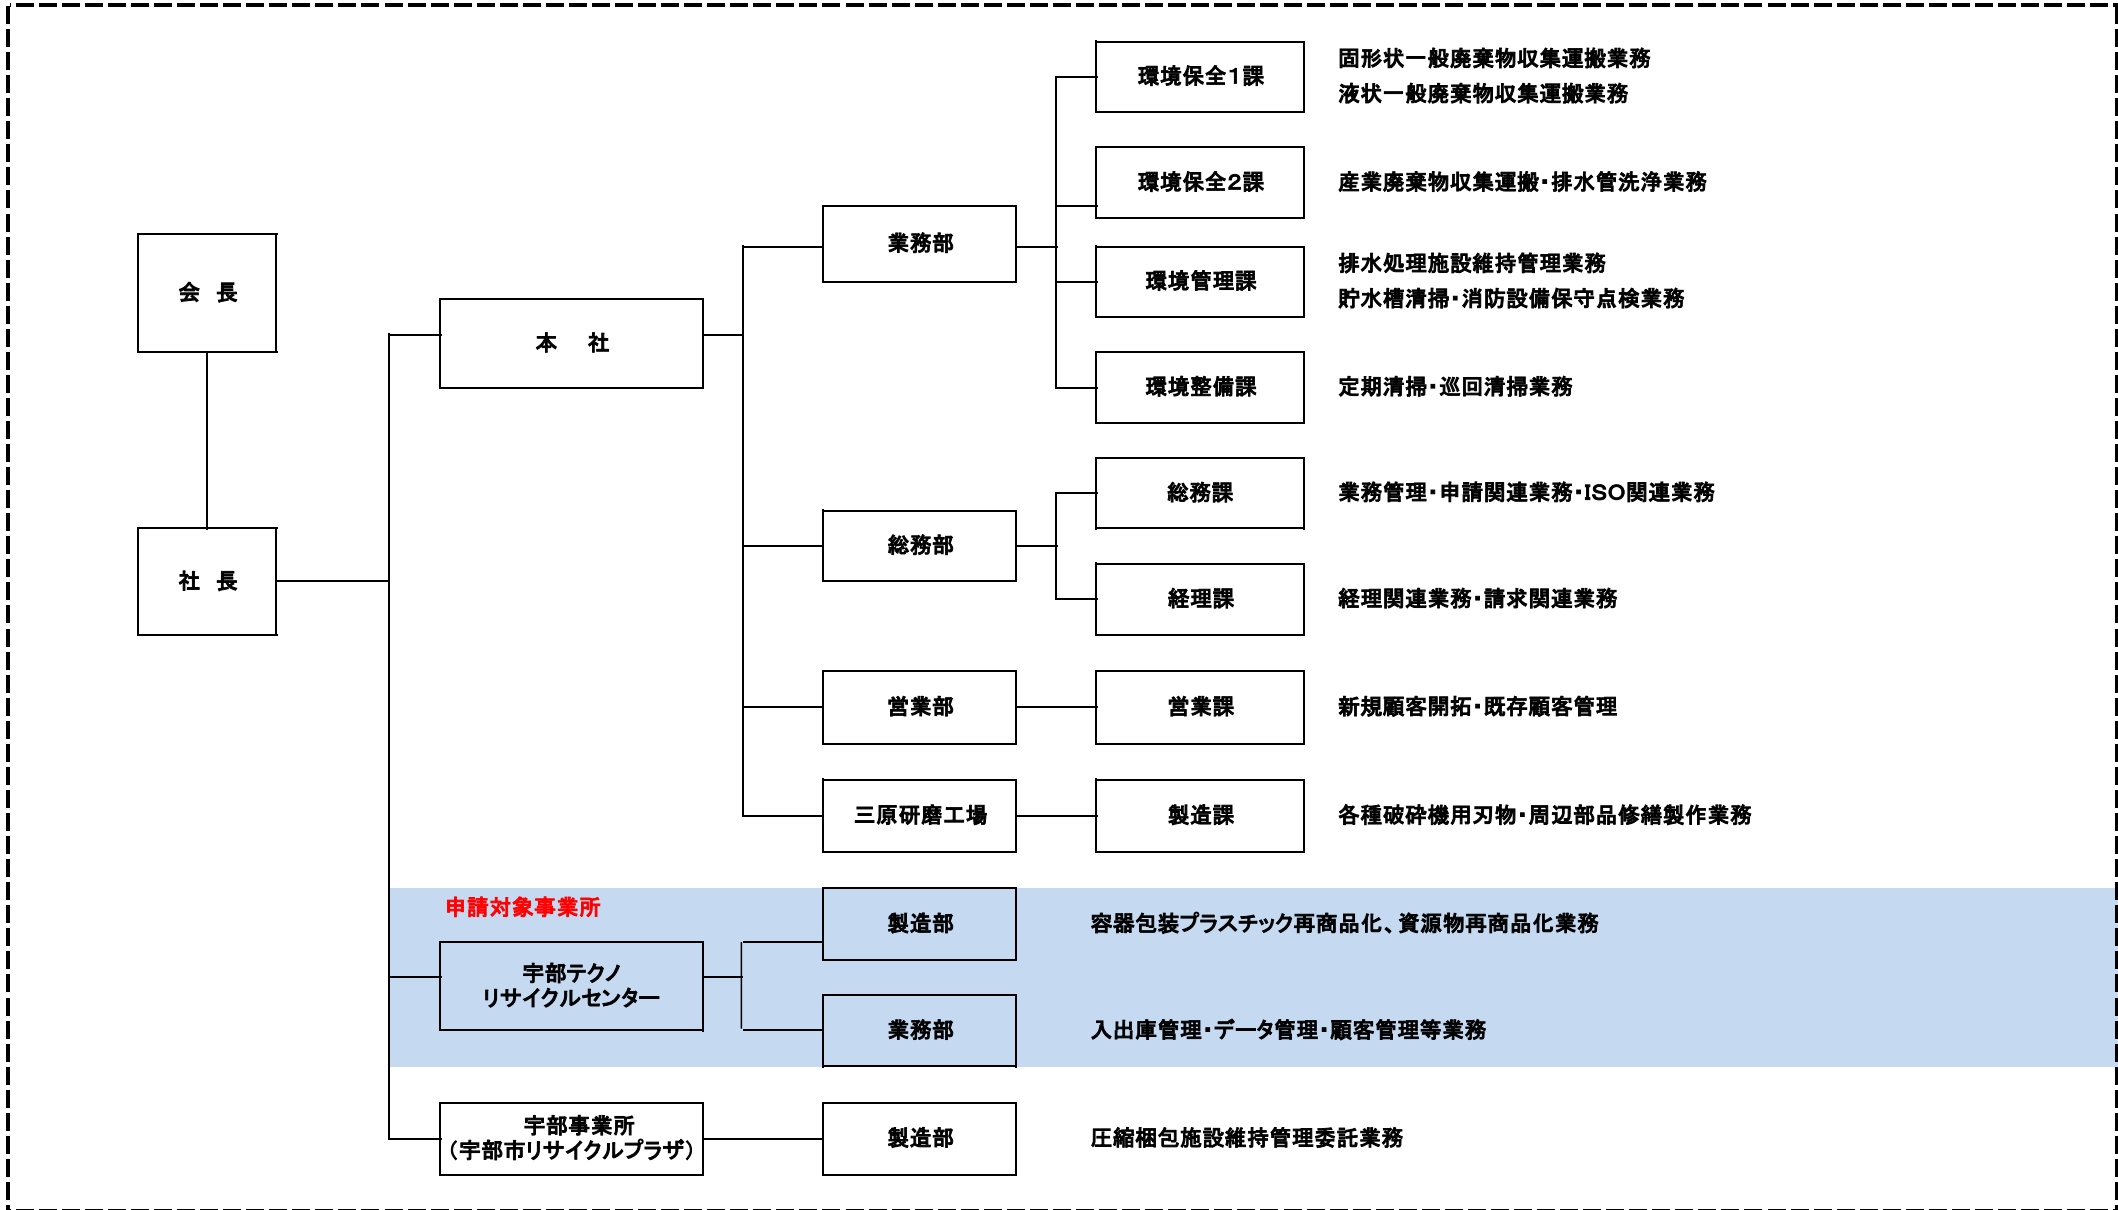 会 長
社 長
本 社
業務部
環境保全1課
固形状一般廃棄物収集運搬業務
液状一般廃棄物収集運搬業務
環境保全2課
産業廃棄物収集運搬・排水管洗浄業務
環境管理課
排水処理施設維持管理業務
貯水槽清掃・消防設備保守点検業務
環境整備課
定期清掃・巡回清掃業務
総務部
総務課
業務管理・申請関連業務・ISO関連業務
経理課
経理関連業務・請求関連業務
営業部
営業課
新規顧客開拓・既存顧客管理
三原研磨工場
製造課
各種破砕機用刃物・周辺部品修繕製作業務
申請対象事業所
宇部テクノ
リサイクルセンター
製造部
容器包装プラスチック再商品化、資源物再商品化業務
業務部
入出庫管理・データ管理・顧客管理等業務
宇部事業所
（宇部市リサイクルプラザ）
製造部
圧縮梱包施設維持管理委託業務